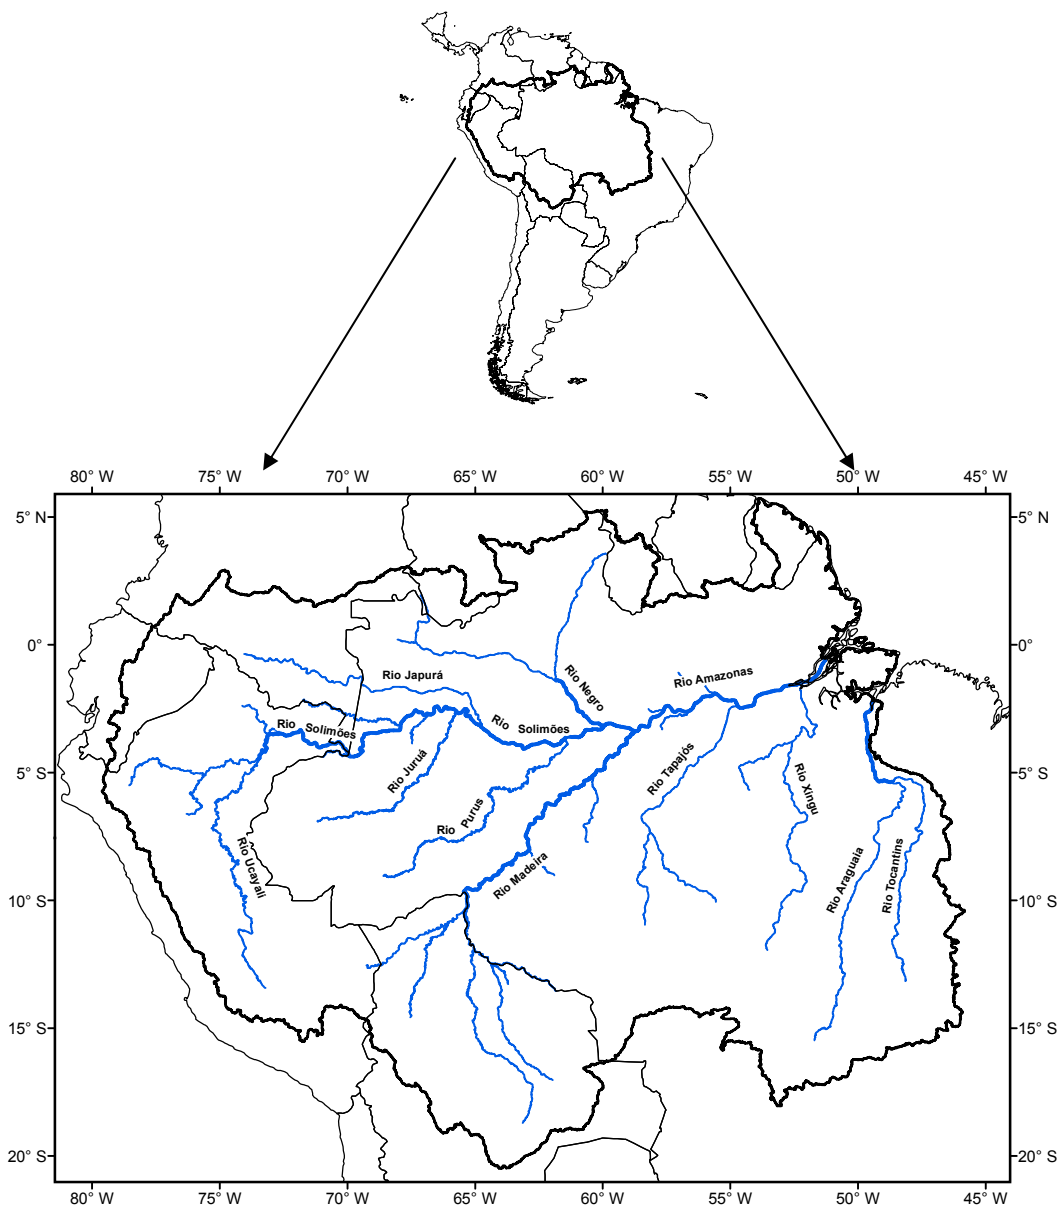 80° W 75° W 70° W 65° W 60° W 55° W 50° W 45° W
5° N 5° N
0° 0°
Rio Japurá
Rio Negro
Rio Amazonas
Rio Solimões
Rio Solimões
Rio Juruá
Rio Tapajós
5° S 5° S
Rio Xingu
Rio Purus
Rio Ucayali
Rio Madeira
Rio Araguaia
Rio Tocantins
10° S 10° S
15° S 15° S
20° S 20° S
80° W 75° W 70° W 65° W 60° W 55° W 50° W 45° W